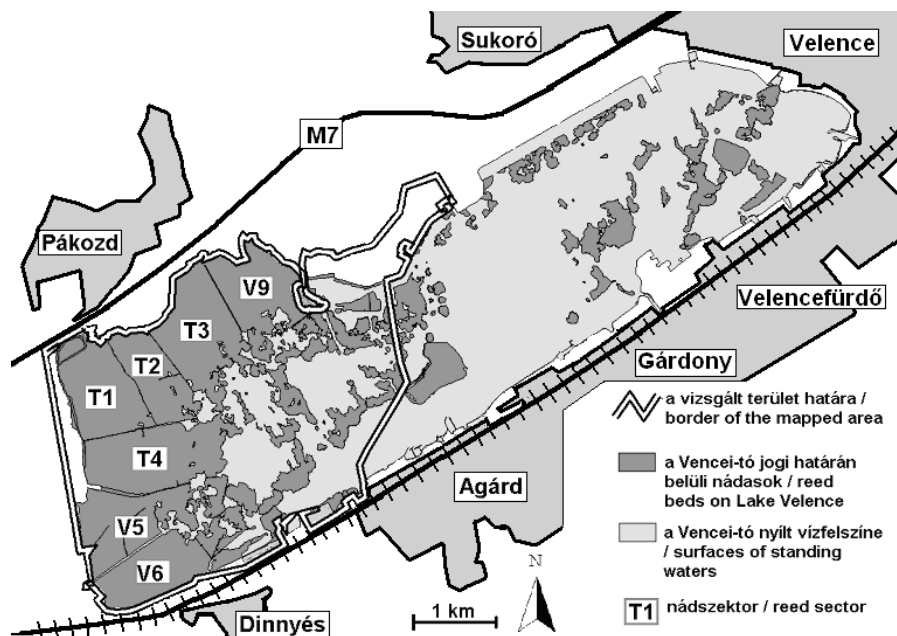 Sukoró
Velence
M7
Pákozd
V9
T3
T2
T1
T4
V5
V6
Velencefürdő
Gárdony
Agárd
Dinnyés
1 km
N
a vizsgált terület határa /
border of the mapped area
a Vencei-tó jogi határán
belüli nádasok / reed
beds on Lake Velence
a Vencei-tó nyílt vízfelszíne
/ surfaces of standing
waters
T1 nádszektor / reed sector